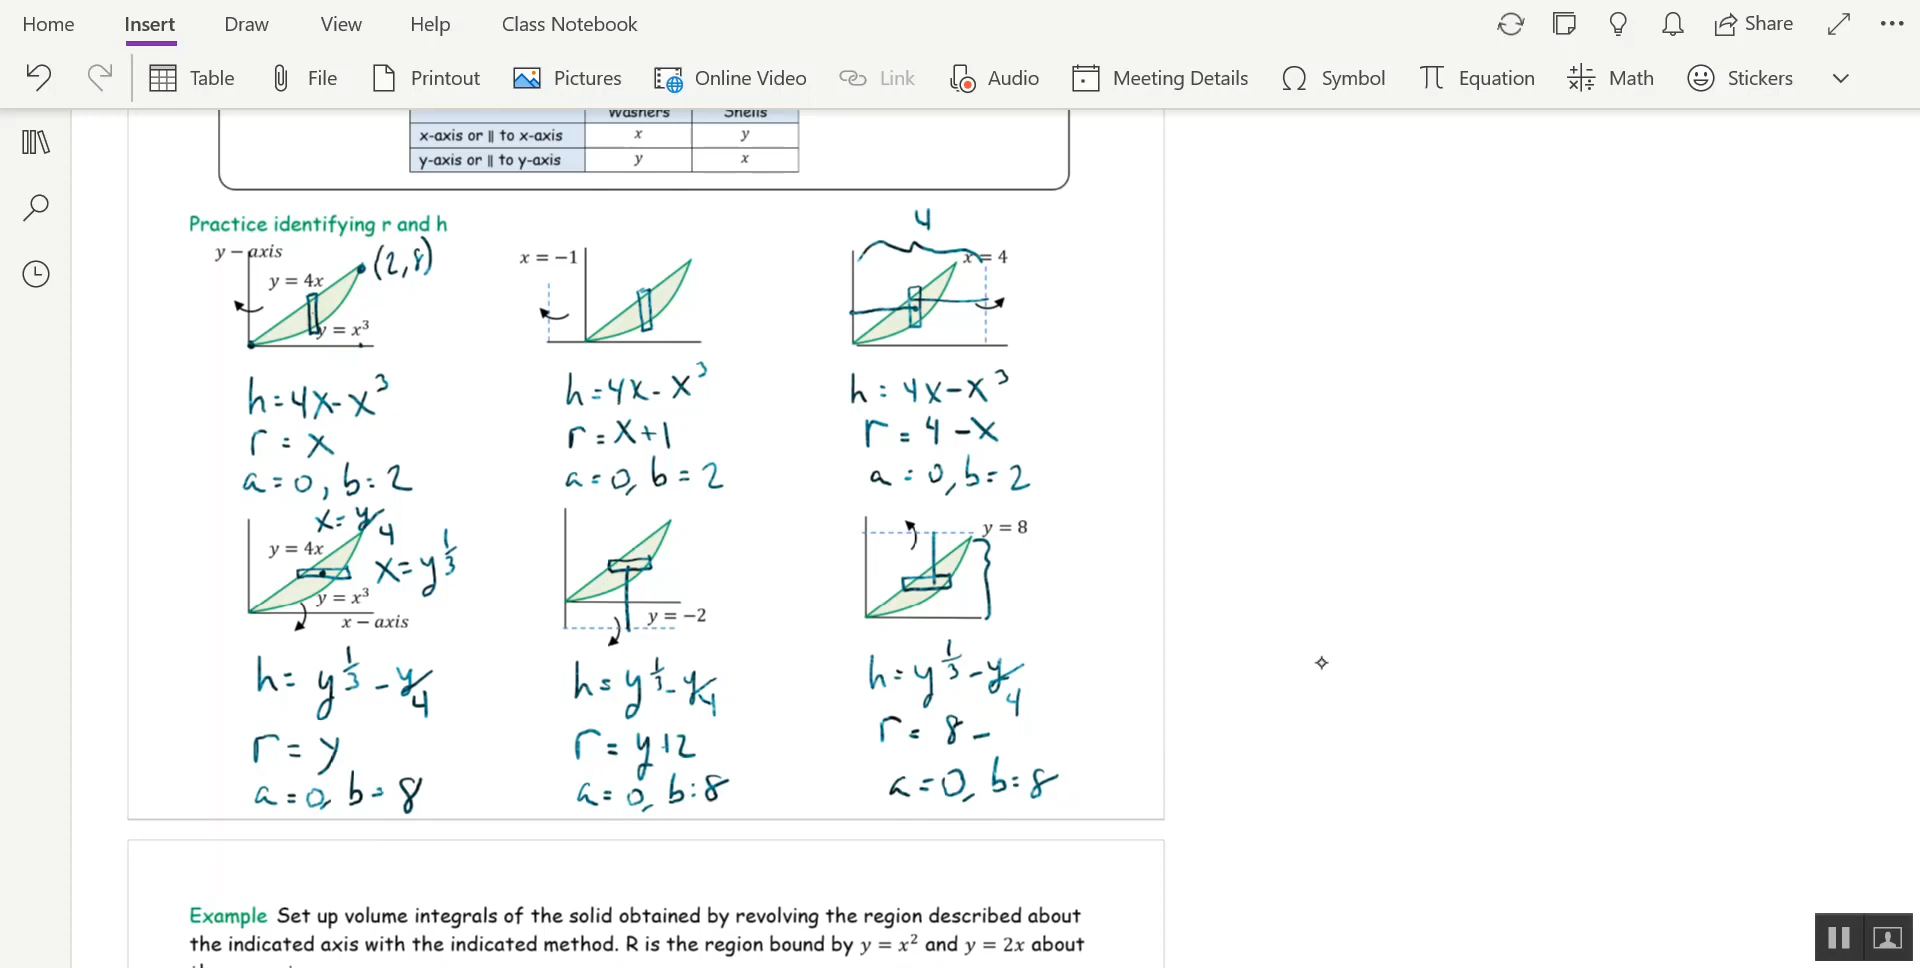 Home Insert Draw View Help Class Notebook Share
Table File Printout Pictures Online Video Link Audio Meeting Details Symbol Equation Math Stickers
Washers Shells
x-axis or ∥ to x-axis x y
y-axis or ∥ to y-axis y x
Practice identifying r and h
y − axis (2,8)
y = 4x
y = x³
h = 4x - x³
r = x
a = 0, b = 2
x = −1
h = 4x - x³
r = x+1
a = 0, b = 2
4
x = 4
h = 4x - x³
r = 4 - x
a = 0, b = 2
x = y/4
y = 4x
x = y^1/3
y = x³
x − axis
h = y^1/3 - y/4
r = y
a = 0, b = 8
y = −2
h = y^1/3 - y/4
r = y+2
a = 0, b = 8
y = 8
h = y^1/3 - y/4
r = 8 -
a = 0, b = 8
Example Set up volume integrals of the solid obtained by revolving the region described about
the indicated axis with the indicated method. R is the region bound by y = x² and y = 2x about